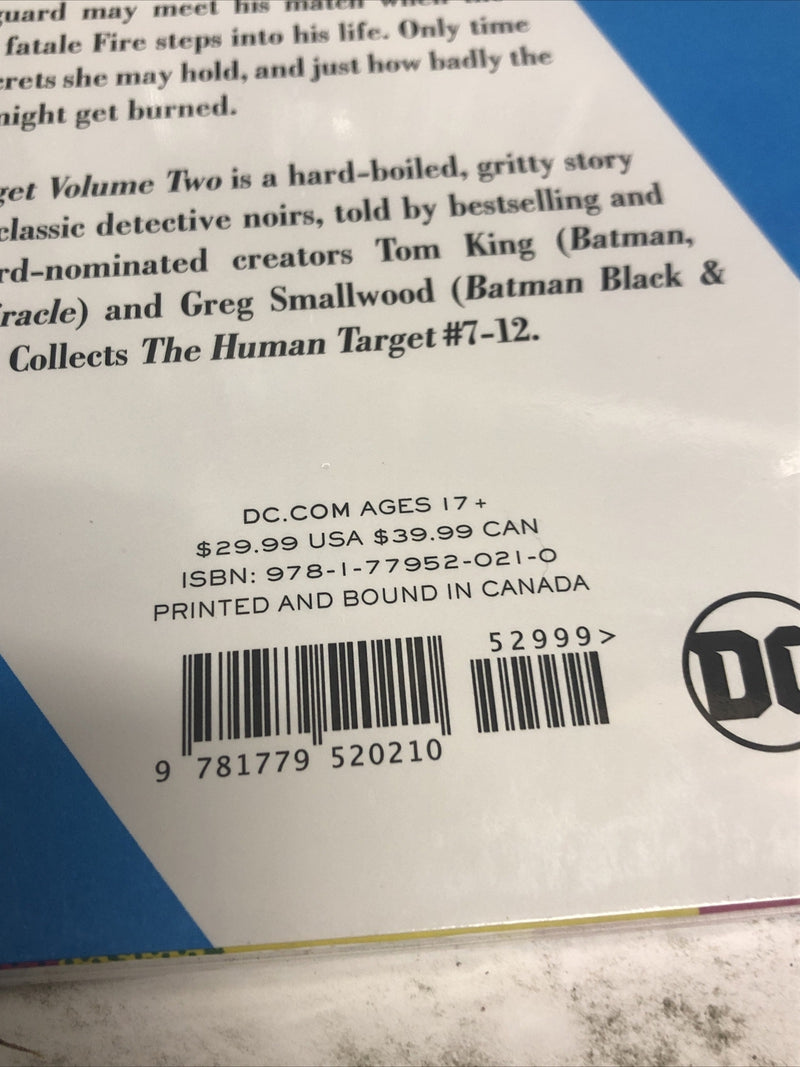 guard may meet his match when the
fatale Fire steps into his life. Only time
crets she may hold, and just how badly the
might get burned.
get Volume Two is a hard-boiled, gritty story
classic detective noirs, told by bestselling and
rd-nominated creators Tom King (Batman,
racle) and Greg Smallwood (Batman Black &
Collects The Human Target #7-12.
DC.COM AGES 17+
$29.99 USA $39.99 CAN
ISBN: 978-1-77952-021-0
PRINTED AND BOUND IN CANADA
52999>
9 781779 520210
DC